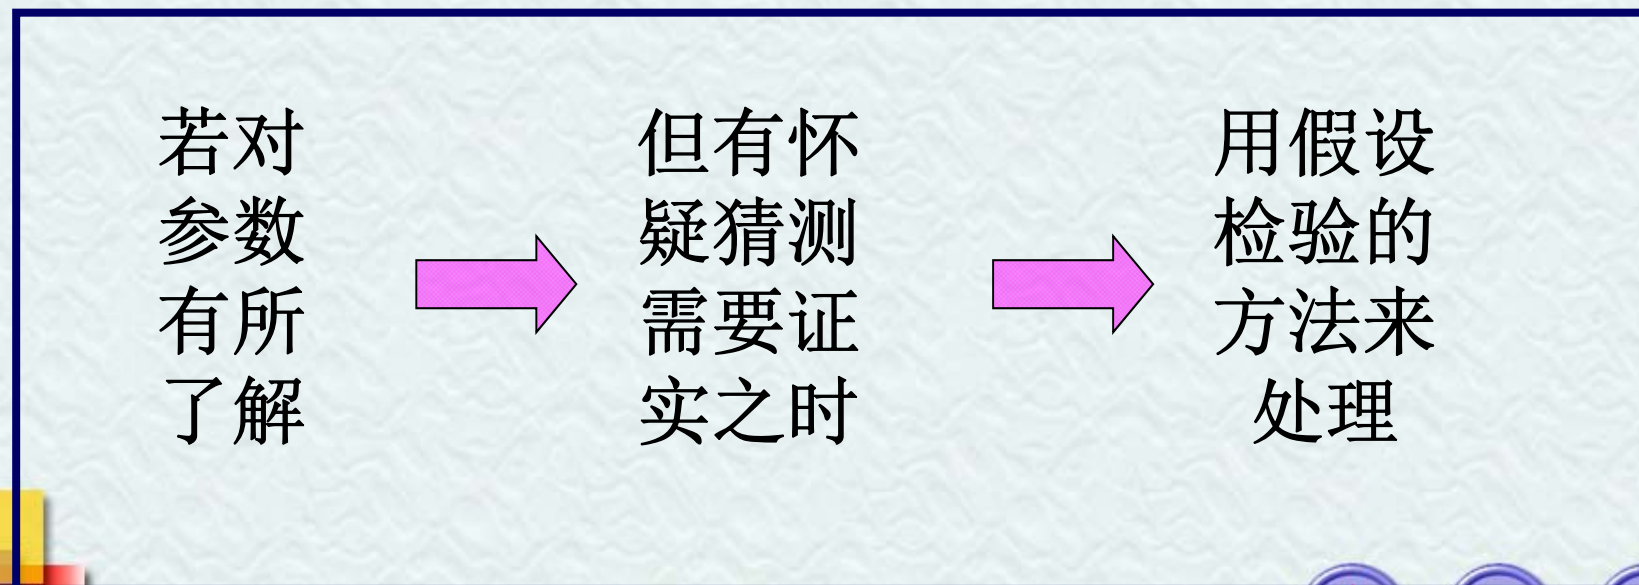 若对
参数
有所
了解
但有怀
疑猜测
需要证
实之时
用假设
检验的
方法来
处理